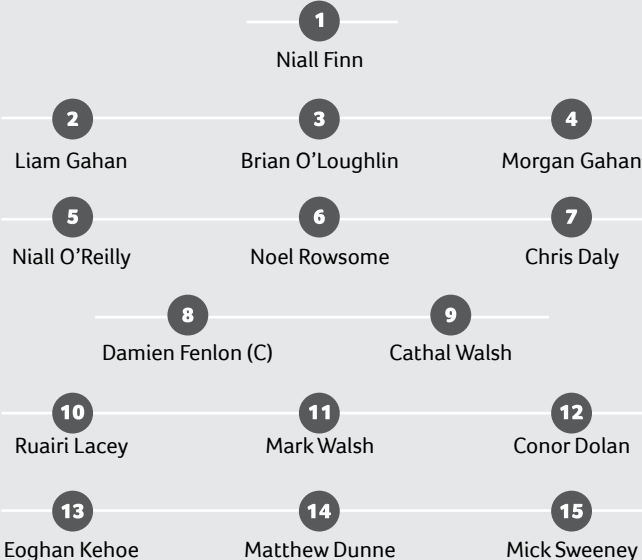 1
Niall Finn
2 3 4
Liam Gahan Brian O’Loughlin Morgan Gahan
5 6 7
Niall O’Reilly Noel Rowsome Chris Daly
8 9
Damien Fenlon (C) Cathal Walsh
10 11 12
Ruairi Lacey Mark Walsh Conor Dolan
13 14 15
Eoghan Kehoe Matthew Dunne Mick Sweeney